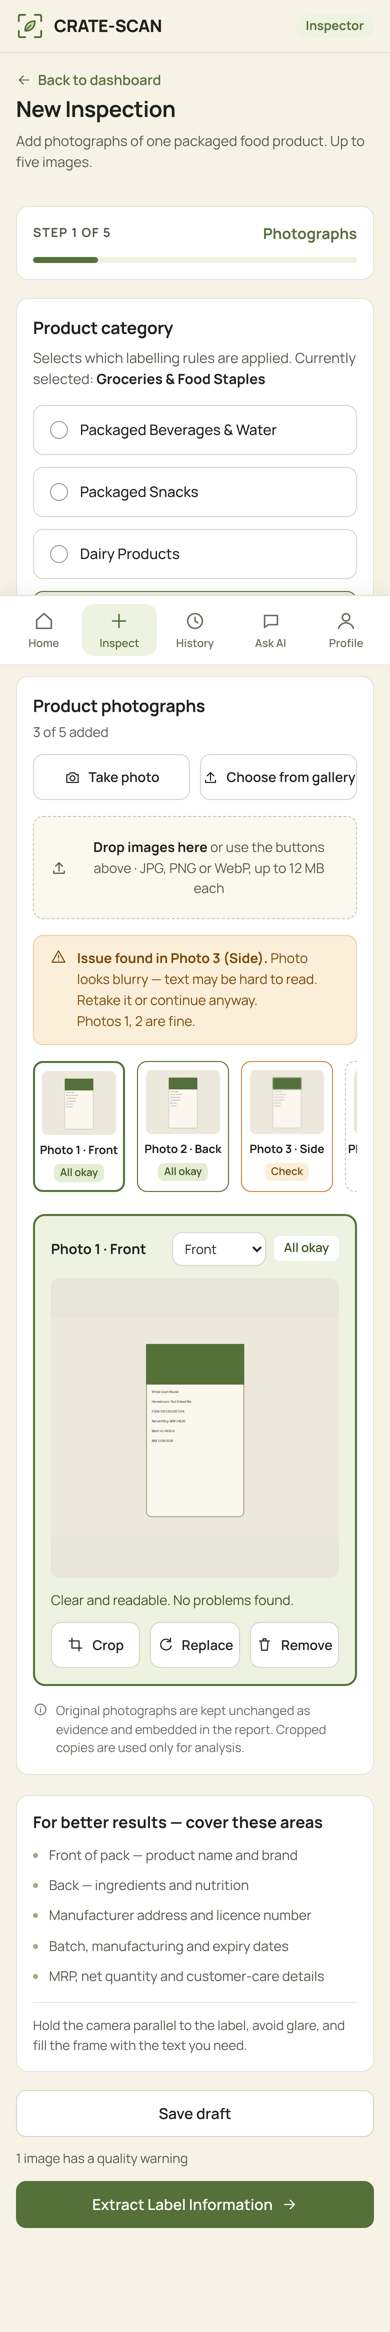 CRATE-SCAN
Inspector
← Back to dashboard
New Inspection
Add photographs of one packaged food product. Up to
five images.
STEP 1 OF 5
Photographs
Product category
Selects which labelling rules are applied. Currently
selected: Groceries & Food Staples
Packaged Beverages & Water
Packaged Snacks
Dairy Products
Home
Inspect
History
Ask AI
Profile
Product photographs
3 of 5 added
Take photo
Choose from gallery
Drop images here or use the buttons
above · JPG, PNG or WebP, up to 12 MB
each
Issue found in Photo 3 (Side). Photo
looks blurry — text may be hard to read.
Retake it or continue anyway.
Photos 1, 2 are fine.
Photo 1 · Front
All okay
Photo 2 · Back
All okay
Photo 3 · Side
Check
Photo 1 · Front
Front
All okay
Clear and readable. No problems found.
Crop
Replace
Remove
Original photographs are kept unchanged as
evidence and embedded in the report. Cropped
copies are used only for analysis.
For better results — cover these areas
• Front of pack — product name and brand
• Back — ingredients and nutrition
• Manufacturer address and licence number
• Batch, manufacturing and expiry dates
• MRP, net quantity and customer-care details
Hold the camera parallel to the label, avoid glare, and
fill the frame with the text you need.
Save draft
1 image has a quality warning
Extract Label Information →